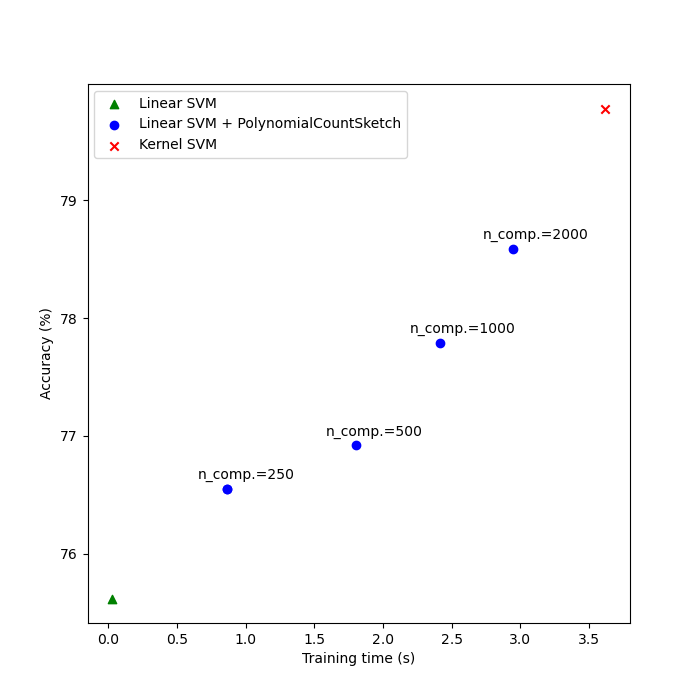 Linear SVM
Linear SVM + PolynomialCountSketch
Kernel SVM
79
n_comp.=2000
78
n_comp.=1000
Accuracy (%)
77
n_comp.=500
n_comp.=250
76
0.0 0.5 1.0 1.5 2.0 2.5 3.0 3.5
Training time (s)